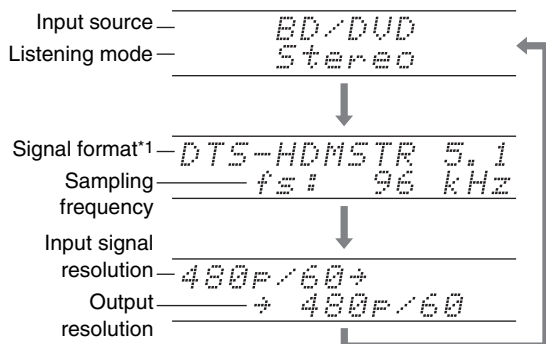 Input source
BD/DVD
Listening mode
Stereo
Signal format*1
DTS-HDMSTR 5.1
Sampling frequency
fs: 96 kHz
Input signal resolution
480p/60→
Output resolution
→ 480p/60